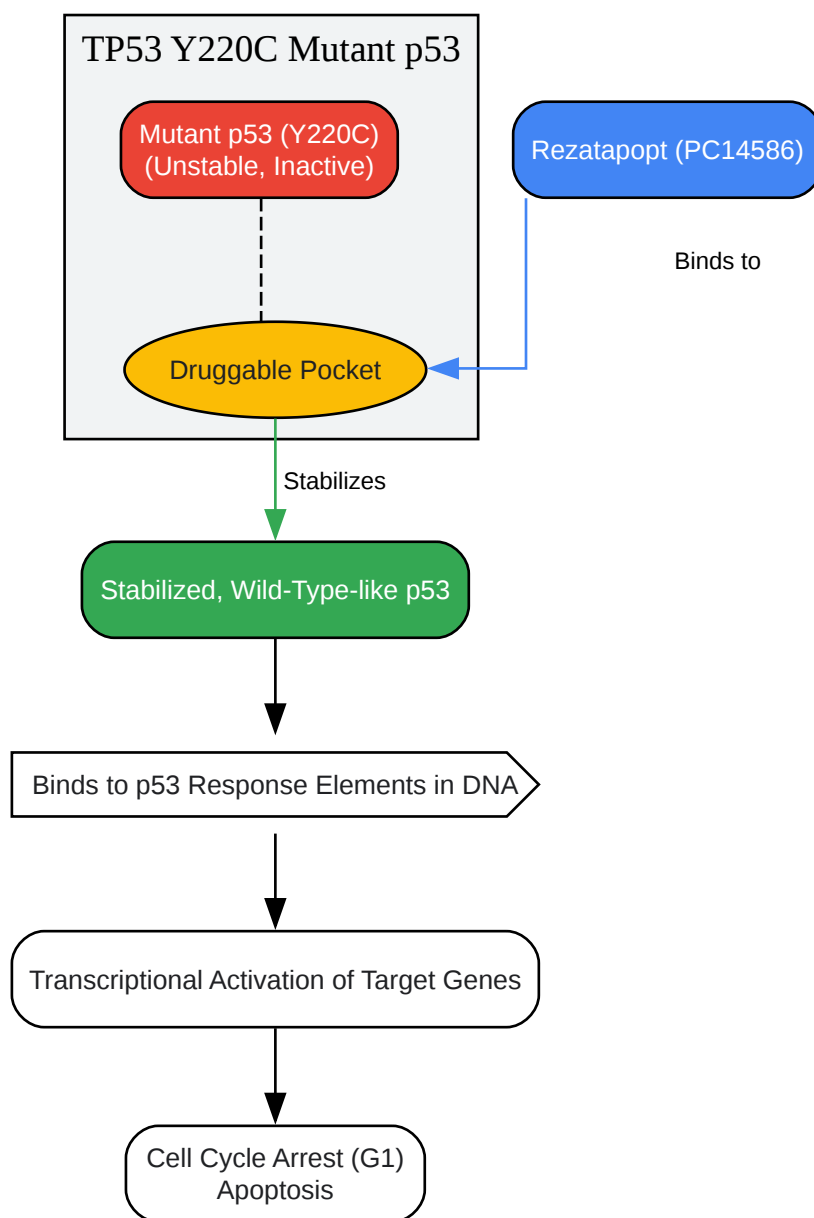 TP53 Y220C Mutant p53
Mutant p53 (Y220C)
(Unstable, Inactive)
Rezatapopt (PC14586)
Binds to
Druggable Pocket
Stabilizes
Stabilized, Wild-Type-like p53
Binds to p53 Response Elements in DNA
Transcriptional Activation of Target Genes
Cell Cycle Arrest (G1)
Apoptosis